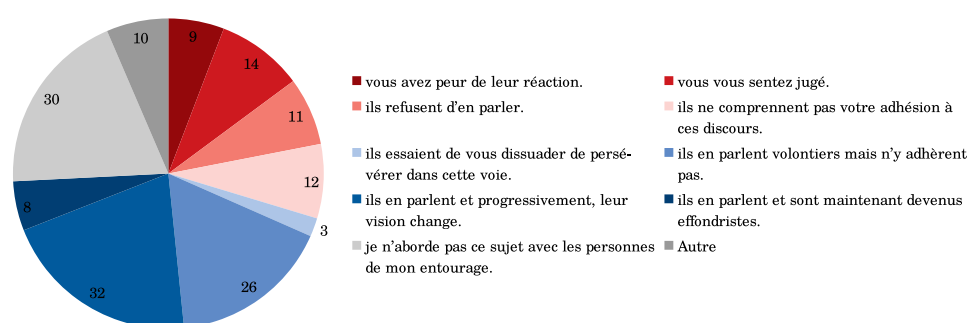 9
10
14
30
11
12
8
3
26
32
vous avez peur de leur réaction.
vous vous sentez jugé.
ils refusent d'en parler.
ils ne comprennent pas votre adhésion à
ces discours.
ils essaient de vous dissuader de persé-
vérer dans cette voie.
ils en parlent volontiers mais n'y adhèrent
pas.
ils en parlent et progressivement, leur
vision change.
ils en parlent et sont maintenant devenus
effondristes.
je n'aborde pas ce sujet avec les personnes
de mon entourage.
Autre